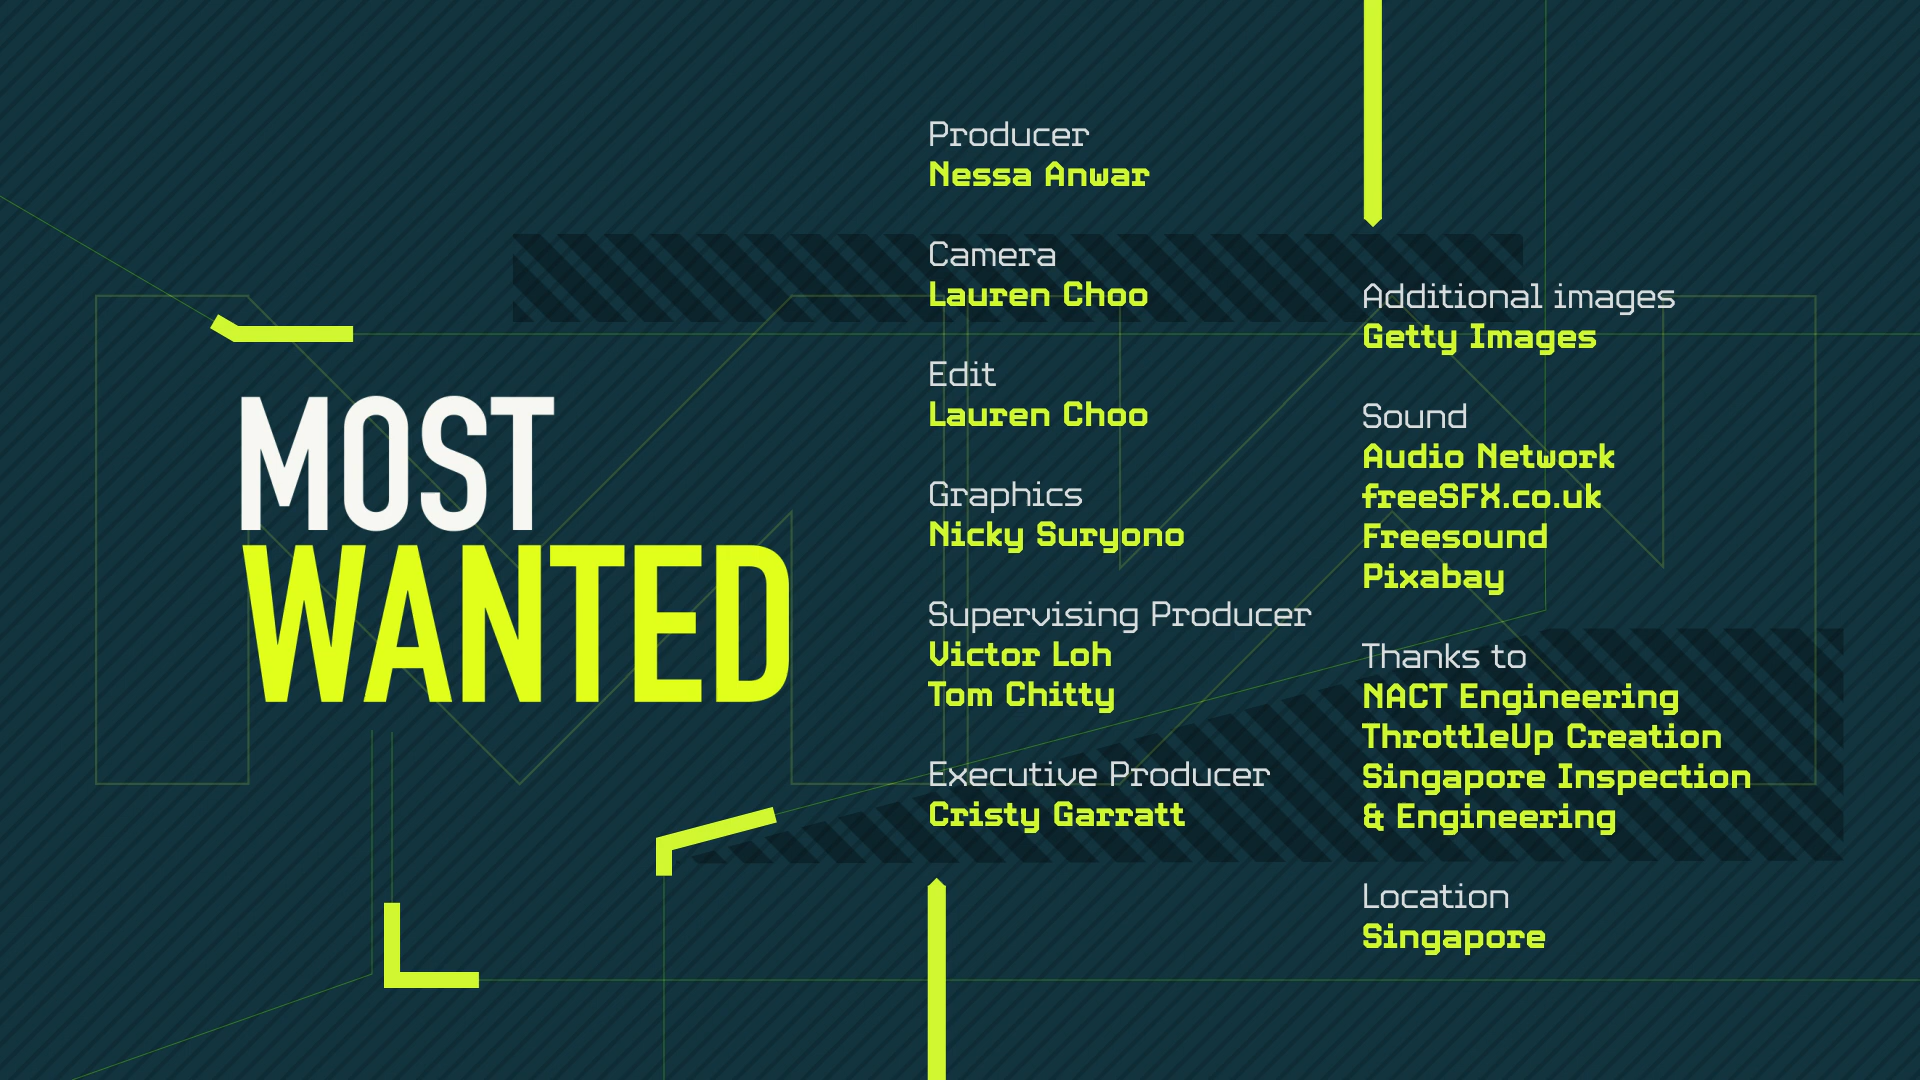 MOST
WANTED
Producer
Nessa Anwar
Camera
Lauren Choo
Edit
Lauren Choo
Graphics
Nicky Suryono
Supervising Producer
Victor Loh
Tom Chitty
Executive Producer
Cristy Garratt
Additional images
Getty Images
Sound
Audio Network
freeSFX.co.uk
Freesound
Pixabay
Thanks to
NACT Engineering
ThrottleUp Creation
Singapore Inspection
& Engineering
Location
Singapore